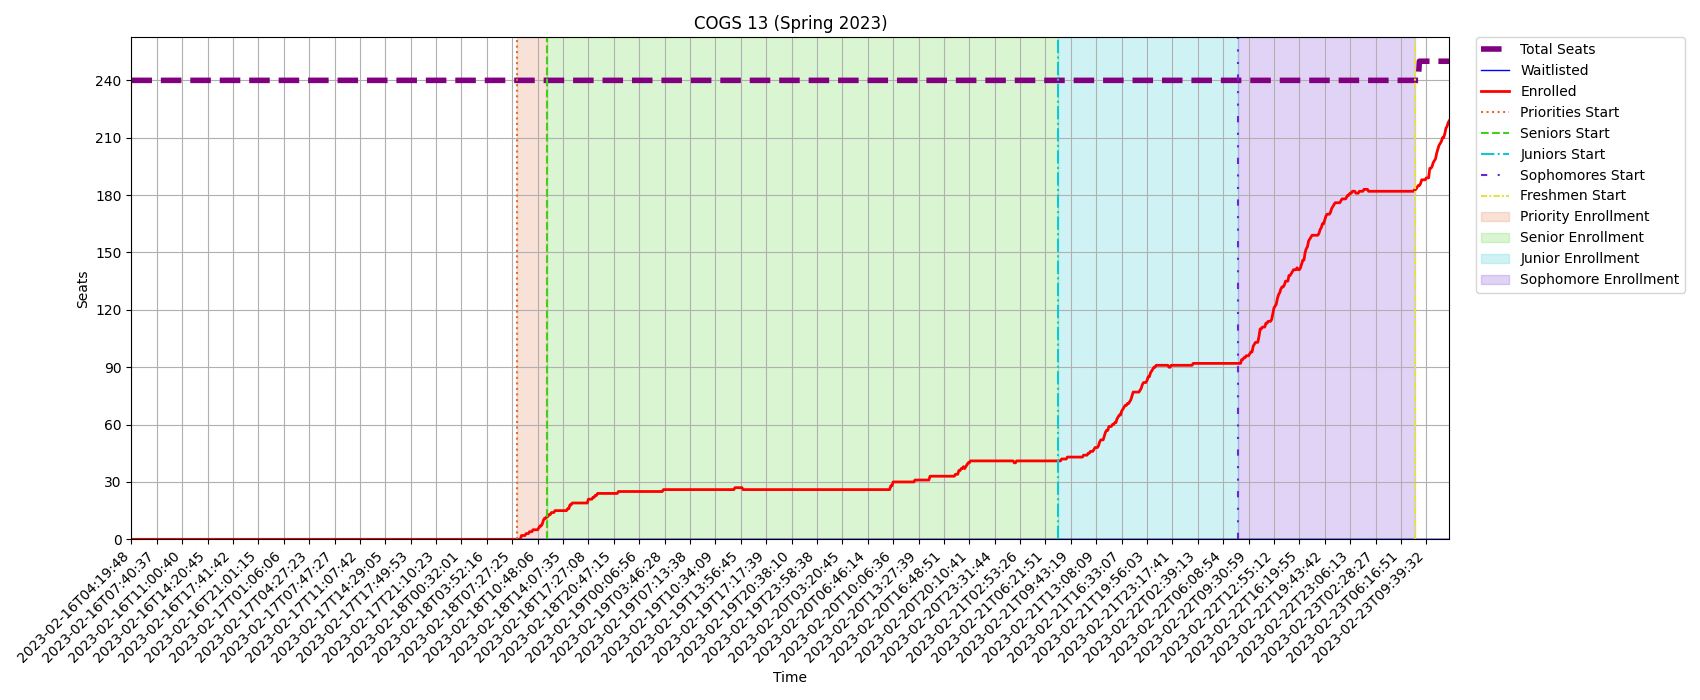 COGS 13 (Spring 2023)
Seats
240
210
180
150
120
90
60
30
0
2023-02-16T04:19:48
2023-02-16T07:40:37
2023-02-16T11:00:40
2023-02-16T14:20:45
2023-02-16T17:41:42
2023-02-16T21:01:15
2023-02-17T01:06:06
2023-02-17T04:27:23
2023-02-17T07:47:27
2023-02-17T11:07:42
2023-02-17T14:29:05
2023-02-17T17:49:53
2023-02-17T21:10:23
2023-02-18T00:32:01
2023-02-18T03:52:16
2023-02-18T07:27:25
2023-02-18T10:48:06
2023-02-18T14:07:35
2023-02-18T17:27:08
2023-02-18T20:47:15
2023-02-19T00:06:56
2023-02-19T03:46:28
2023-02-19T07:13:38
2023-02-19T10:34:09
2023-02-19T13:56:45
2023-02-19T17:17:39
2023-02-19T20:38:10
2023-02-19T23:58:38
2023-02-20T03:20:45
2023-02-20T06:46:14
2023-02-20T10:06:36
2023-02-20T13:27:39
2023-02-20T16:48:51
2023-02-20T20:10:41
2023-02-20T23:31:44
2023-02-21T02:53:26
2023-02-21T06:21:51
2023-02-21T09:43:19
2023-02-21T13:08:09
2023-02-21T16:33:07
2023-02-21T19:56:03
2023-02-21T23:17:41
2023-02-22T02:39:13
2023-02-22T06:08:54
2023-02-22T09:30:59
2023-02-22T12:55:12
2023-02-22T16:19:55
2023-02-22T19:43:42
2023-02-22T23:06:13
2023-02-23T02:28:27
2023-02-23T06:16:51
2023-02-23T09:39:32
Time
Total Seats
Waitlisted
Enrolled
Priorities Start
Seniors Start
Juniors Start
Sophomores Start
Freshmen Start
Priority Enrollment
Senior Enrollment
Junior Enrollment
Sophomore Enrollment